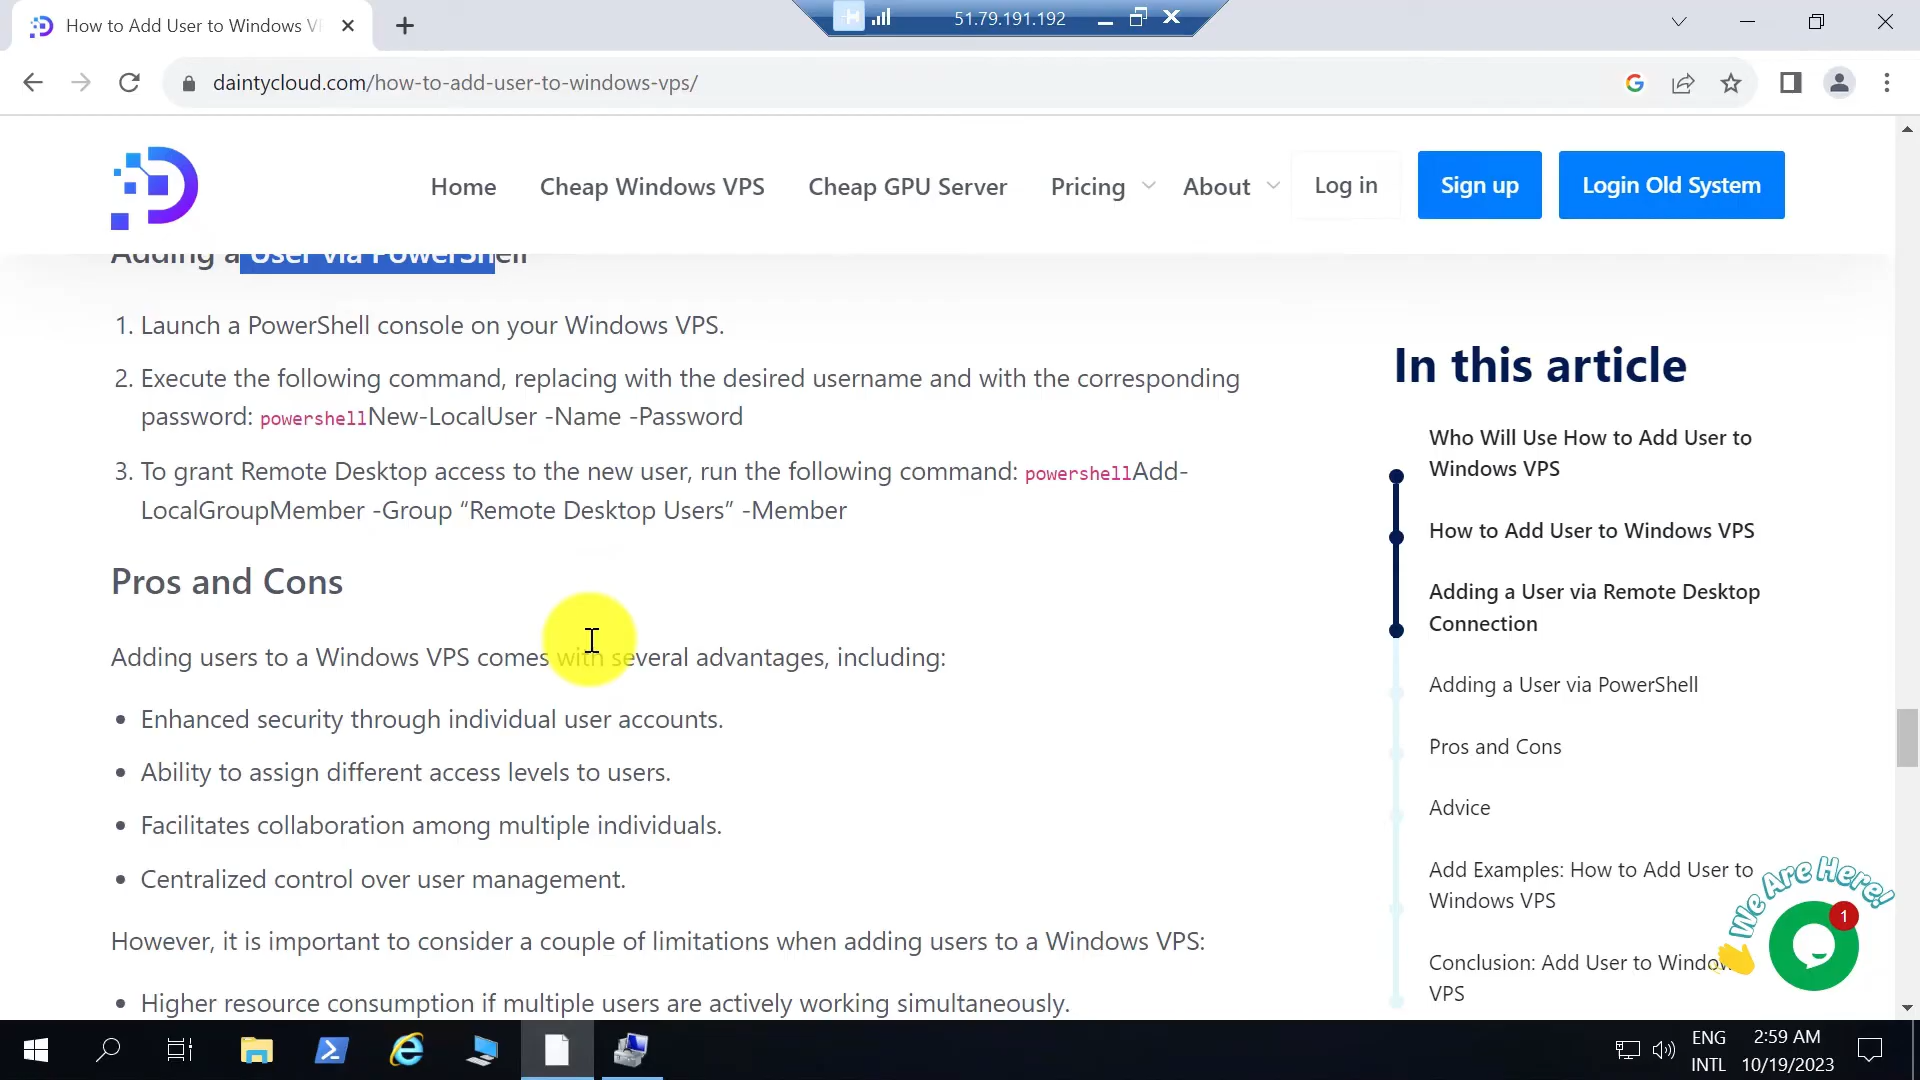 How to Add User to Windows V
51.79.191.192
daintycloud.com/how-to-add-user-to-windows-vps/
Home
Cheap Windows VPS
Cheap GPU Server
Pricing
About
Log in
Sign up
Login Old System
Adding a User via PowerShell
1. Launch a PowerShell console on your Windows VPS.
2. Execute the following command, replacing with the desired username and with the corresponding
password: powershellNew-LocalUser -Name -Password
3. To grant Remote Desktop access to the new user, run the following command: powershellAdd-
LocalGroupMember -Group “Remote Desktop Users” -Member
Pros and Cons
Adding users to a Windows VPS comes with several advantages, including:
• Enhanced security through individual user accounts.
• Ability to assign different access levels to users.
• Facilitates collaboration among multiple individuals.
• Centralized control over user management.
However, it is important to consider a couple of limitations when adding users to a Windows VPS:
• Higher resource consumption if multiple users are actively working simultaneously.
In this article
Who Will Use How to Add User to
Windows VPS
How to Add User to Windows VPS
Adding a User via Remote Desktop
Connection
Adding a User via PowerShell
Pros and Cons
Advice
Add Examples: How to Add User to
Windows VPS
Conclusion: Add User to Windows
VPS
We Are Here!
1
ENG
INTL
2:59 AM
10/19/2023